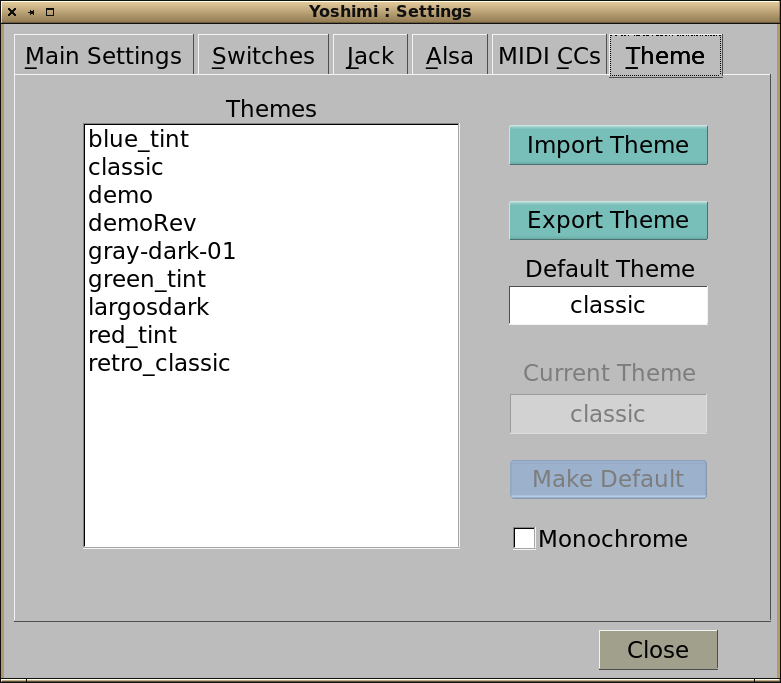 Yoshimi : Settings
Main Settings Switches Jack Alsa MIDI CCs Theme
Themes
blue_tint
classic
demo
demoRev
gray-dark-01
green_tint
largosdark
red_tint
retro_classic
Import Theme
Export Theme
Default Theme
classic
Current Theme
classic
Make Default
Monochrome
Close